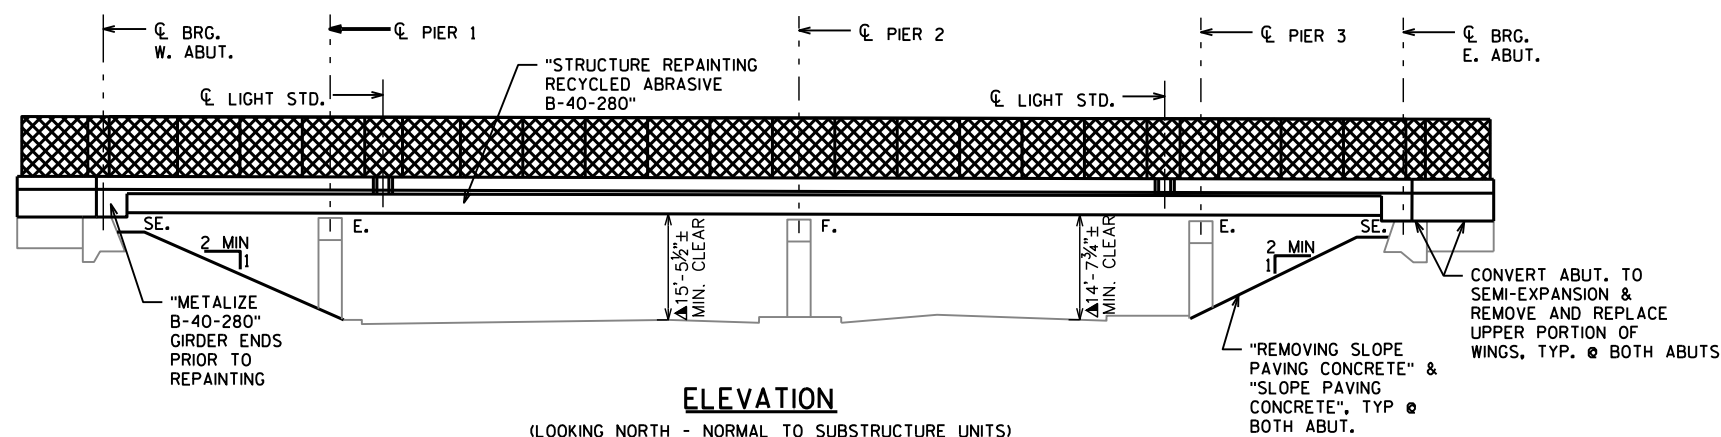 ℄ BRG.
W. ABUT.
℄ PIER 1
℄ PIER 2
℄ PIER 3
℄ BRG.
E. ABUT.
"STRUCTURE REPAINTING
RECYCLED ABRASIVE
B-40-280"
℄ LIGHT STD.
℄ LIGHT STD.
SE.
E.
F.
E.
SE.
2 MIN
1
▲15'-5½"±
MIN. CLEAR
▲14'-7¾"±
MIN. CLEAR
2 MIN
1
"METALIZE
B-40-280"
GIRDER ENDS
PRIOR TO
REPAINTING
CONVERT ABUT. TO
SEMI-EXPANSION &
REMOVE AND REPLACE
UPPER PORTION OF
WINGS, TYP. @ BOTH ABUTS
"REMOVING SLOPE
PAVING CONCRETE" &
"SLOPE PAVING
CONCRETE", TYP @
BOTH ABUT.
ELEVATION
(LOOKING NORTH - NORMAL TO SUBSTRUCTURE UNITS)